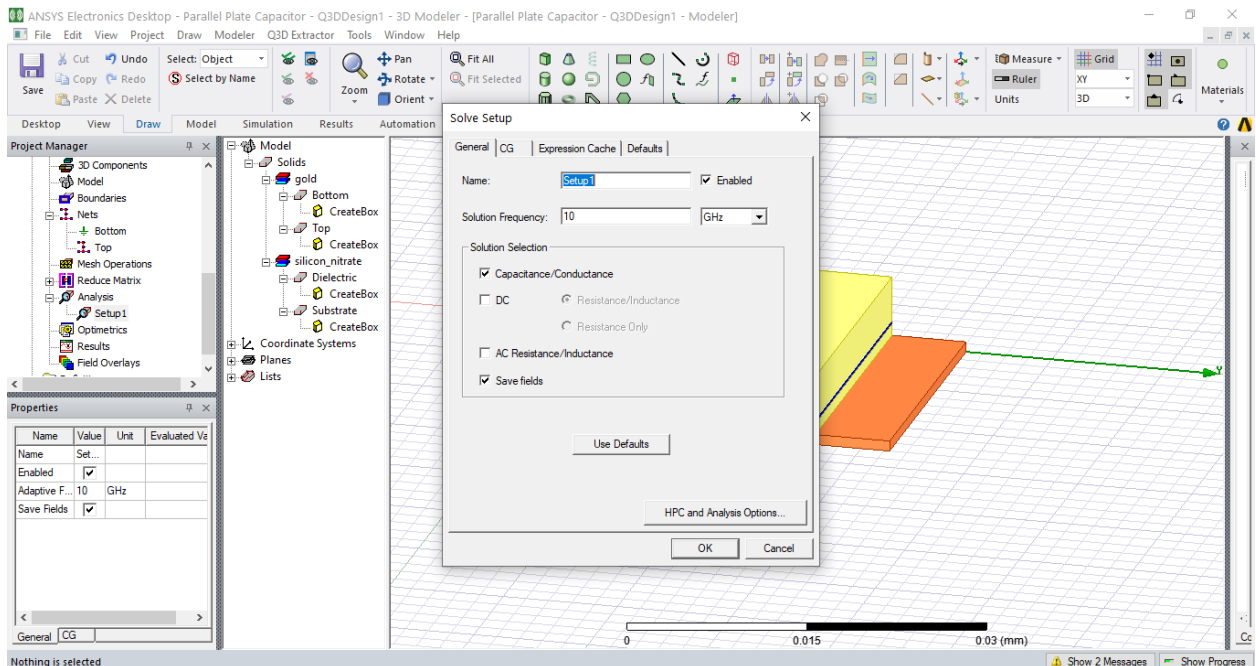 ANSYS Electronics Desktop - Parallel Plate Capacitor - Q3DDesign1 - 3D Modeler - [Parallel Plate Capacitor - Q3DDesign1 - Modeler]
File Edit View Project Draw Modeler Q3D Extractor Tools Window Help
Save
Cut Undo
Copy Redo
Paste Delete
Select: Object
Select by Name
Zoom
Pan
Rotate
Orient
Fit All
Fit Selected
Measure
Ruler
Units
Grid
XY
3D
Materials
Desktop View Draw Model Simulation Results Automation
Project Manager
3D Components
Model
Boundaries
Nets
Bottom
Top
Mesh Operations
Reduce Matrix
Analysis
Setup1
Optimetrics
Results
Field Overlays
Properties
Name Value Unit Evaluated Va
Name Set...
Enabled
Adaptive F... 10 GHz
Save Fields
General CG
Nothing is selected
Model
Solids
gold
Bottom
CreateBox
Top
CreateBox
silicon_nitrate
Dielectric
CreateBox
Substrate
CreateBox
Coordinate Systems
Planes
Lists
Solve Setup
General CG Expression Cache Defaults
Name: Setup1 Enabled
Solution Frequency: 10 GHz
Solution Selection
Capacitance/Conductance
DC Resistance/Inductance
Resistance Only
AC Resistance/Inductance
Save fields
Use Defaults
HPC and Analysis Options...
OK Cancel
Y
0 0.015 0.03 (mm)
Show 2 Messages Show Progress